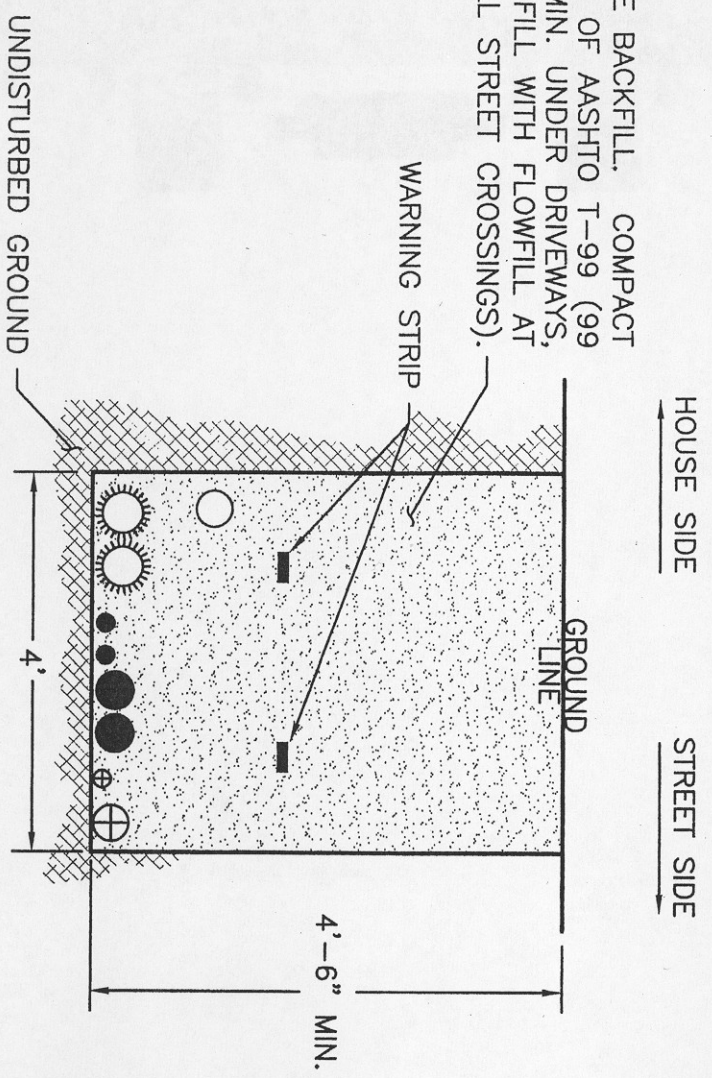 HOUSE SIDE
STREET SIDE
E BACKFILL. COMPACT
OF AASHTO T-99 (99
MIN. UNDER DRIVEWAYS,
FILL WITH FLOWFILL AT
LL STREET CROSSINGS).
GROUND
LINE
WARNING STRIP
4'-6" MIN.
UNDISTURBED GROUND
4'